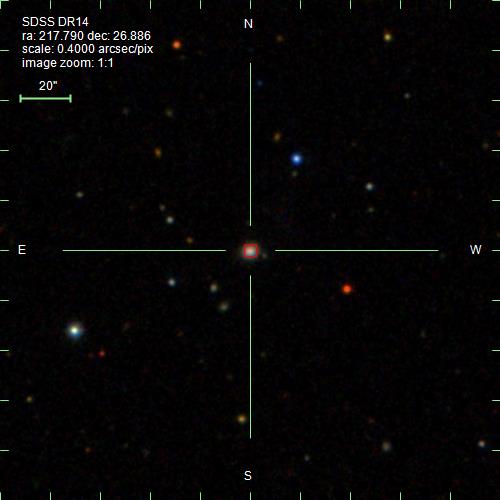 SDSS DR14
ra: 217.790 dec: 26.886
scale: 0.4000 arcsec/pix
image zoom: 1:1
20"
N
E
W
S